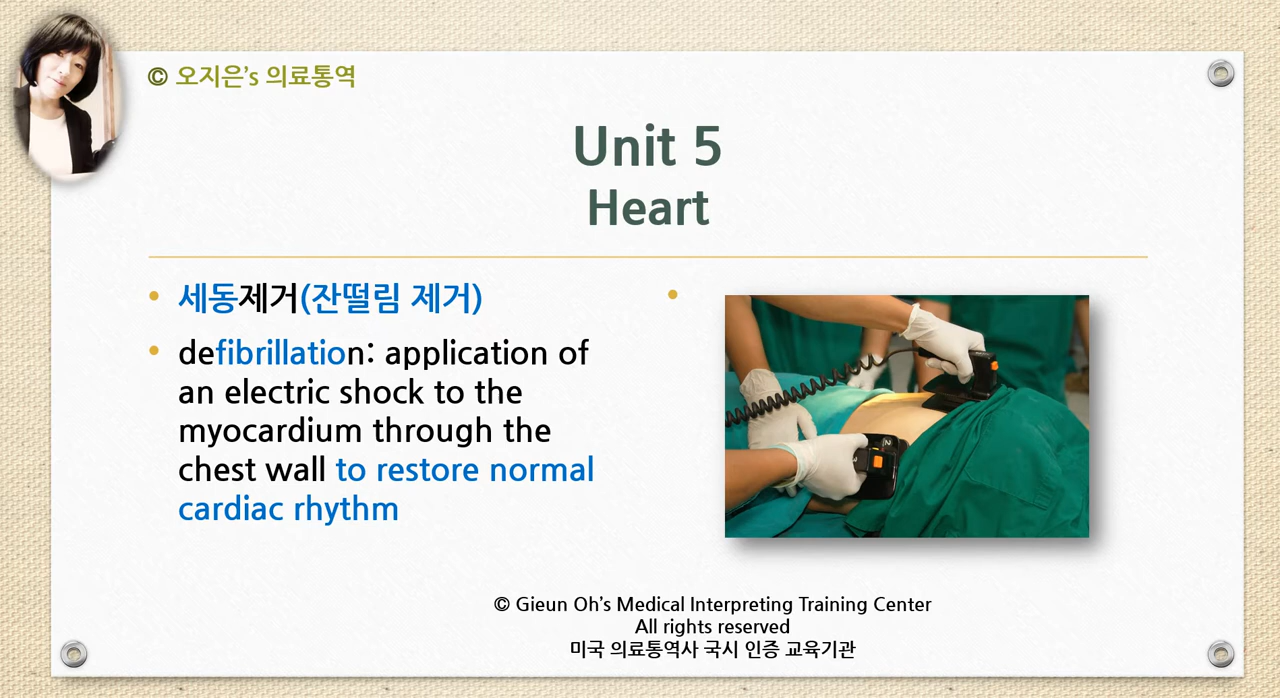 © 오지은's 의료통역
Unit 5
Heart
• 세동제거(잔떨림 제거)
• defibrillation: application of
an electric shock to the
myocardium through the
chest wall to restore normal
cardiac rhythm
•
2
© Gieun Oh's Medical Interpreting Training Center
All rights reserved
미국 의료통역사 국시 인증 교육기관